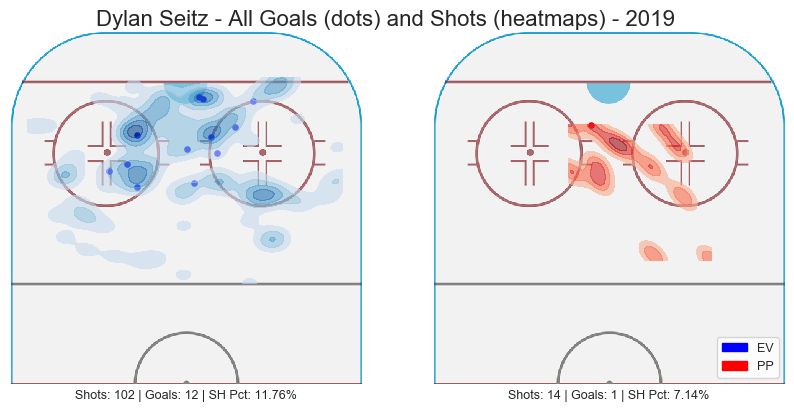 Dylan Seitz - All Goals (dots) and Shots (heatmaps) - 2019
EV
PP
Shots: 102 | Goals: 12 | SH Pct: 11.76%
Shots: 14 | Goals: 1 | SH Pct: 7.14%